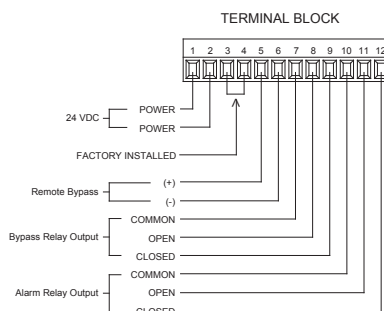 TERMINAL BLOCK
1 2 3 4 5 6 7 8 9 10 11 12
POWER
24 VDC
POWER
FACTORY INSTALLED
(+)
Remote Bypass
(-)
COMMON
Bypass Relay Output
OPEN
CLOSED
COMMON
Alarm Relay Output
OPEN
CLOSED